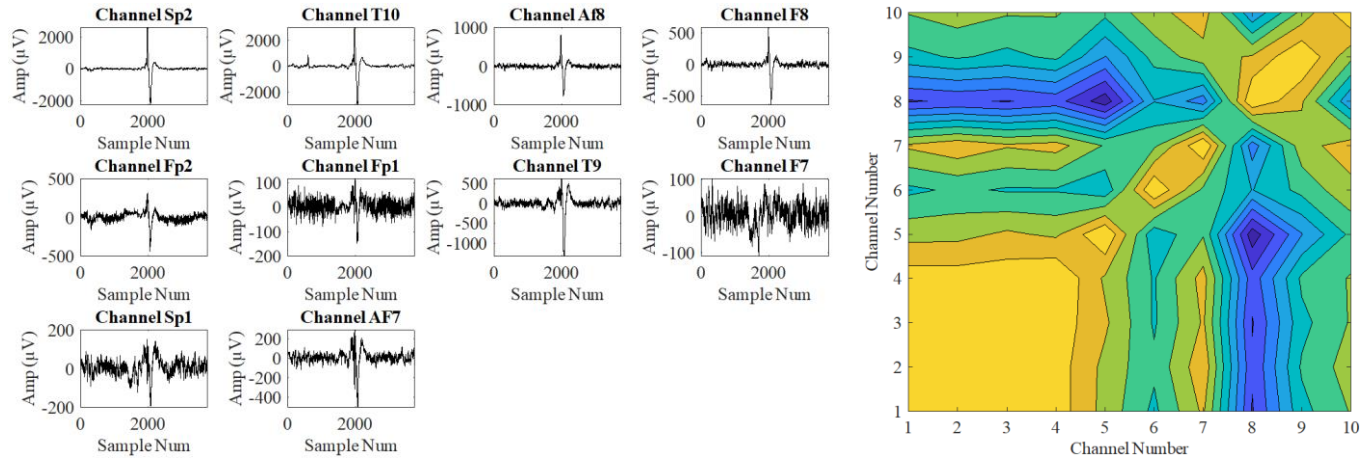 Channel Sp2
Amp (µV)
2000
0
-2000
0
2000
Sample Num
Channel T10
Amp (µV)
2000
0
-2000
0
2000
Sample Num
Channel Af8
Amp (µV)
1000
0
-1000
0
2000
Sample Num
Channel F8
Amp (µV)
500
0
-500
0
2000
Sample Num
Channel Fp2
Amp (µV)
500
0
-500
0
2000
Sample Num
Channel Fp1
Amp (µV)
100
0
-100
-200
0
2000
Sample Num
Channel T9
Amp (µV)
500
0
-500
-1000
0
2000
Sample Num
Channel F7
Amp (µV)
100
0
-100
0
2000
Sample Num
Channel Sp1
Amp (µV)
200
0
-200
0
2000
Sample Num
Channel AF7
Amp (µV)
200
0
-200
-400
0
2000
Sample Num
Channel Number
10
9
8
7
6
5
4
3
2
1
1 2 3 4 5 6 7 8 9 10
Channel Number